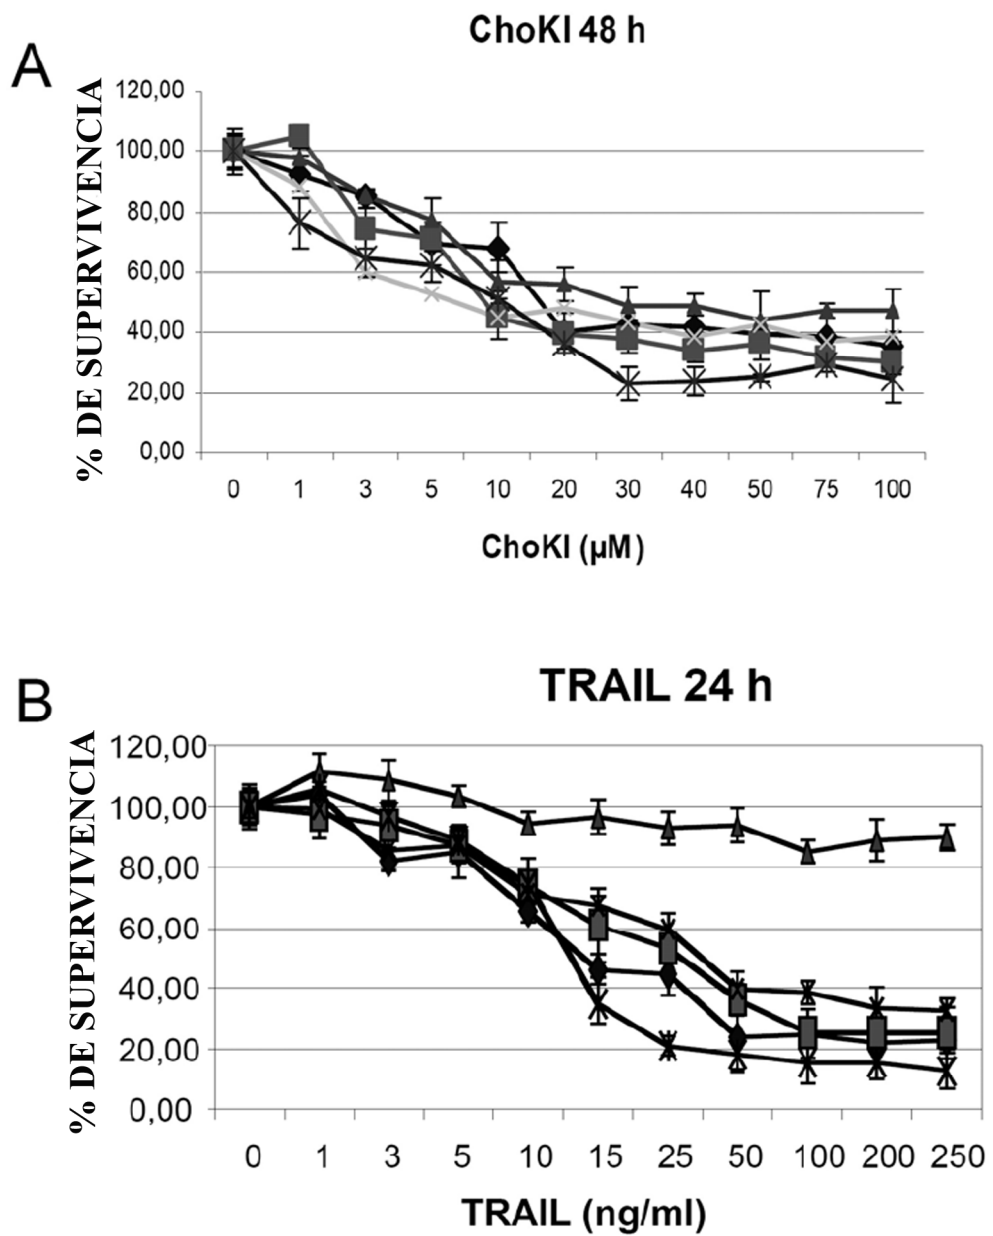 ChoKI 48 h
A
% DE SUPERVIVENCIA
120,00
100,00
80,00
60,00
40,00
20,00
0,00
0 1 3 5 10 20 30 40 50 75 100
ChoKI (µM)
TRAIL 24 h
B
% DE SUPERVIVENCIA
120,00
100,00
80,00
60,00
40,00
20,00
0,00
0 1 3 5 10 15 25 50 100 200 250
TRAIL (ng/ml)